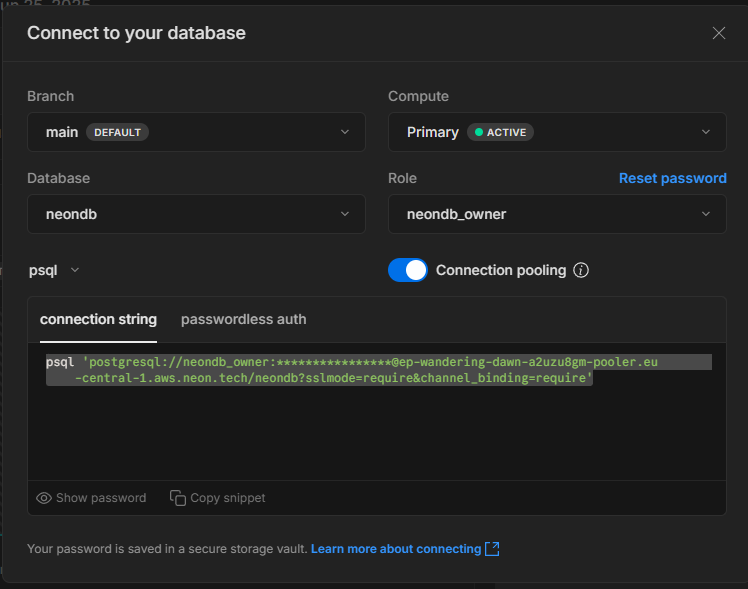 Jun 25, 2025
Connect to your database
Branch
Compute
main DEFAULT
Primary ACTIVE
Database
Role
Reset password
neondb
neondb_owner
psql
Connection pooling
connection string
passwordless auth
psql 'postgresql://neondb_owner:****************@ep-wandering-dawn-a2uzu8gm-pooler.eu
-central-1.aws.neon.tech/neondb?sslmode=require&channel_binding=require'
Show password
Copy snippet
Your password is saved in a secure storage vault. Learn more about connecting